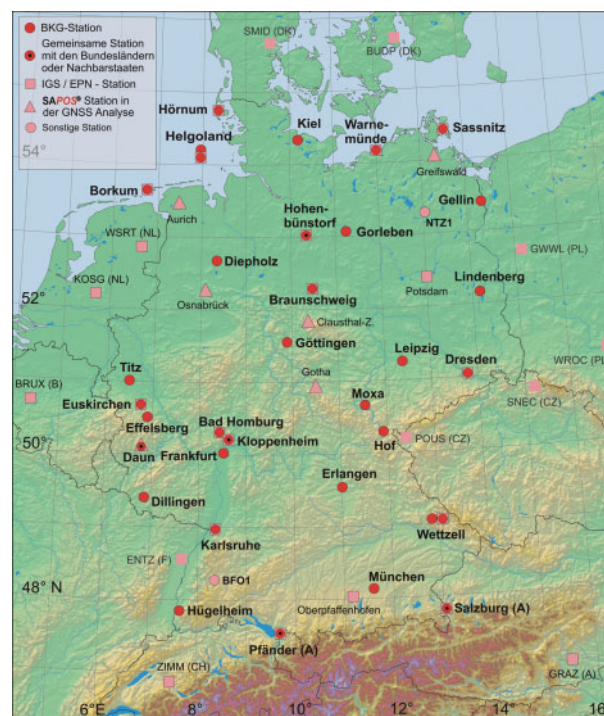 BKG-Station
Gemeinsame Station
mit den Bundesländern
oder Nachbarstaaten
IGS / EPN - Station
SAPOS® Station in
der GNSS Analyse
Sonstige Station
SMID (DK)
BUDP (DK)
Hörnum
Helgoland
54°
Kiel
Warne-
münde
Sassnitz
Greifswald
Borkum
Aurich
WSRT (NL)
KOSG (NL)
Hohen-
bünstorf
Gorleben
Gellin
NTZ1
GWWL (PL)
Diepholz
Osnabrück
Braunschweig
Potsdam
Lindenberg
52°
Clausthal-Z.
Göttingen
Leipzig
Dresden
WROC (PL
Titz
Gotha
BRUX (B)
Euskirchen
Effelsberg
Moxa
SNEC (CZ)
Bad Homburg
Kloppenheim
50°
Daun
Frankfurt
Hof
POUS (CZ)
Erlangen
Dillingen
Karlsruhe
Wettzell
ENTZ (F)
BFO1
48° N
München
Oberpfaffenhofen
Hügelheim
Salzburg (A)
Pfänder (A)
ZIMM (CH)
GRAZ (A)
6°E
8°
10°
12°
14°
16